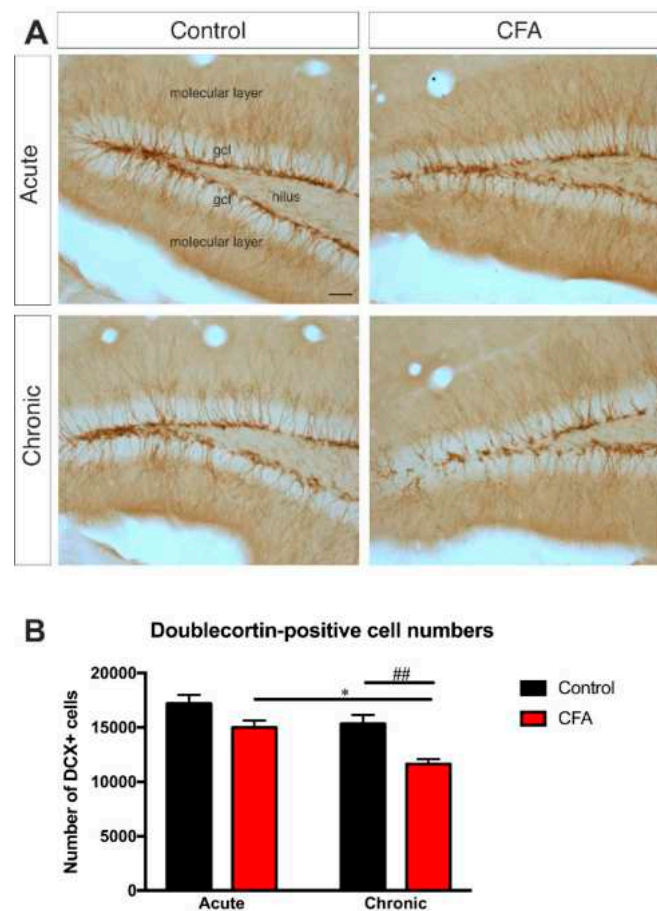 A
Control
CFA
Acute
molecular layer
gcl
hilus
gcl
molecular layer
Chronic
B
Doublecortin-positive cell numbers
Number of DCX+ cells
20000
15000
10000
5000
0
*
##
Acute
Chronic
Control
CFA